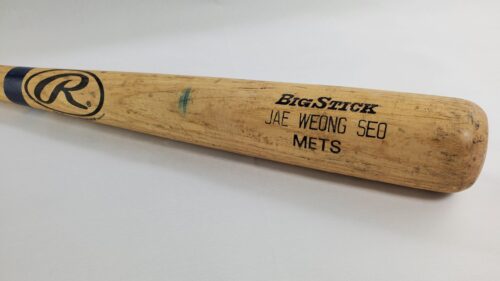 R
BIGSTICK
JAE WEONG SEO
METS